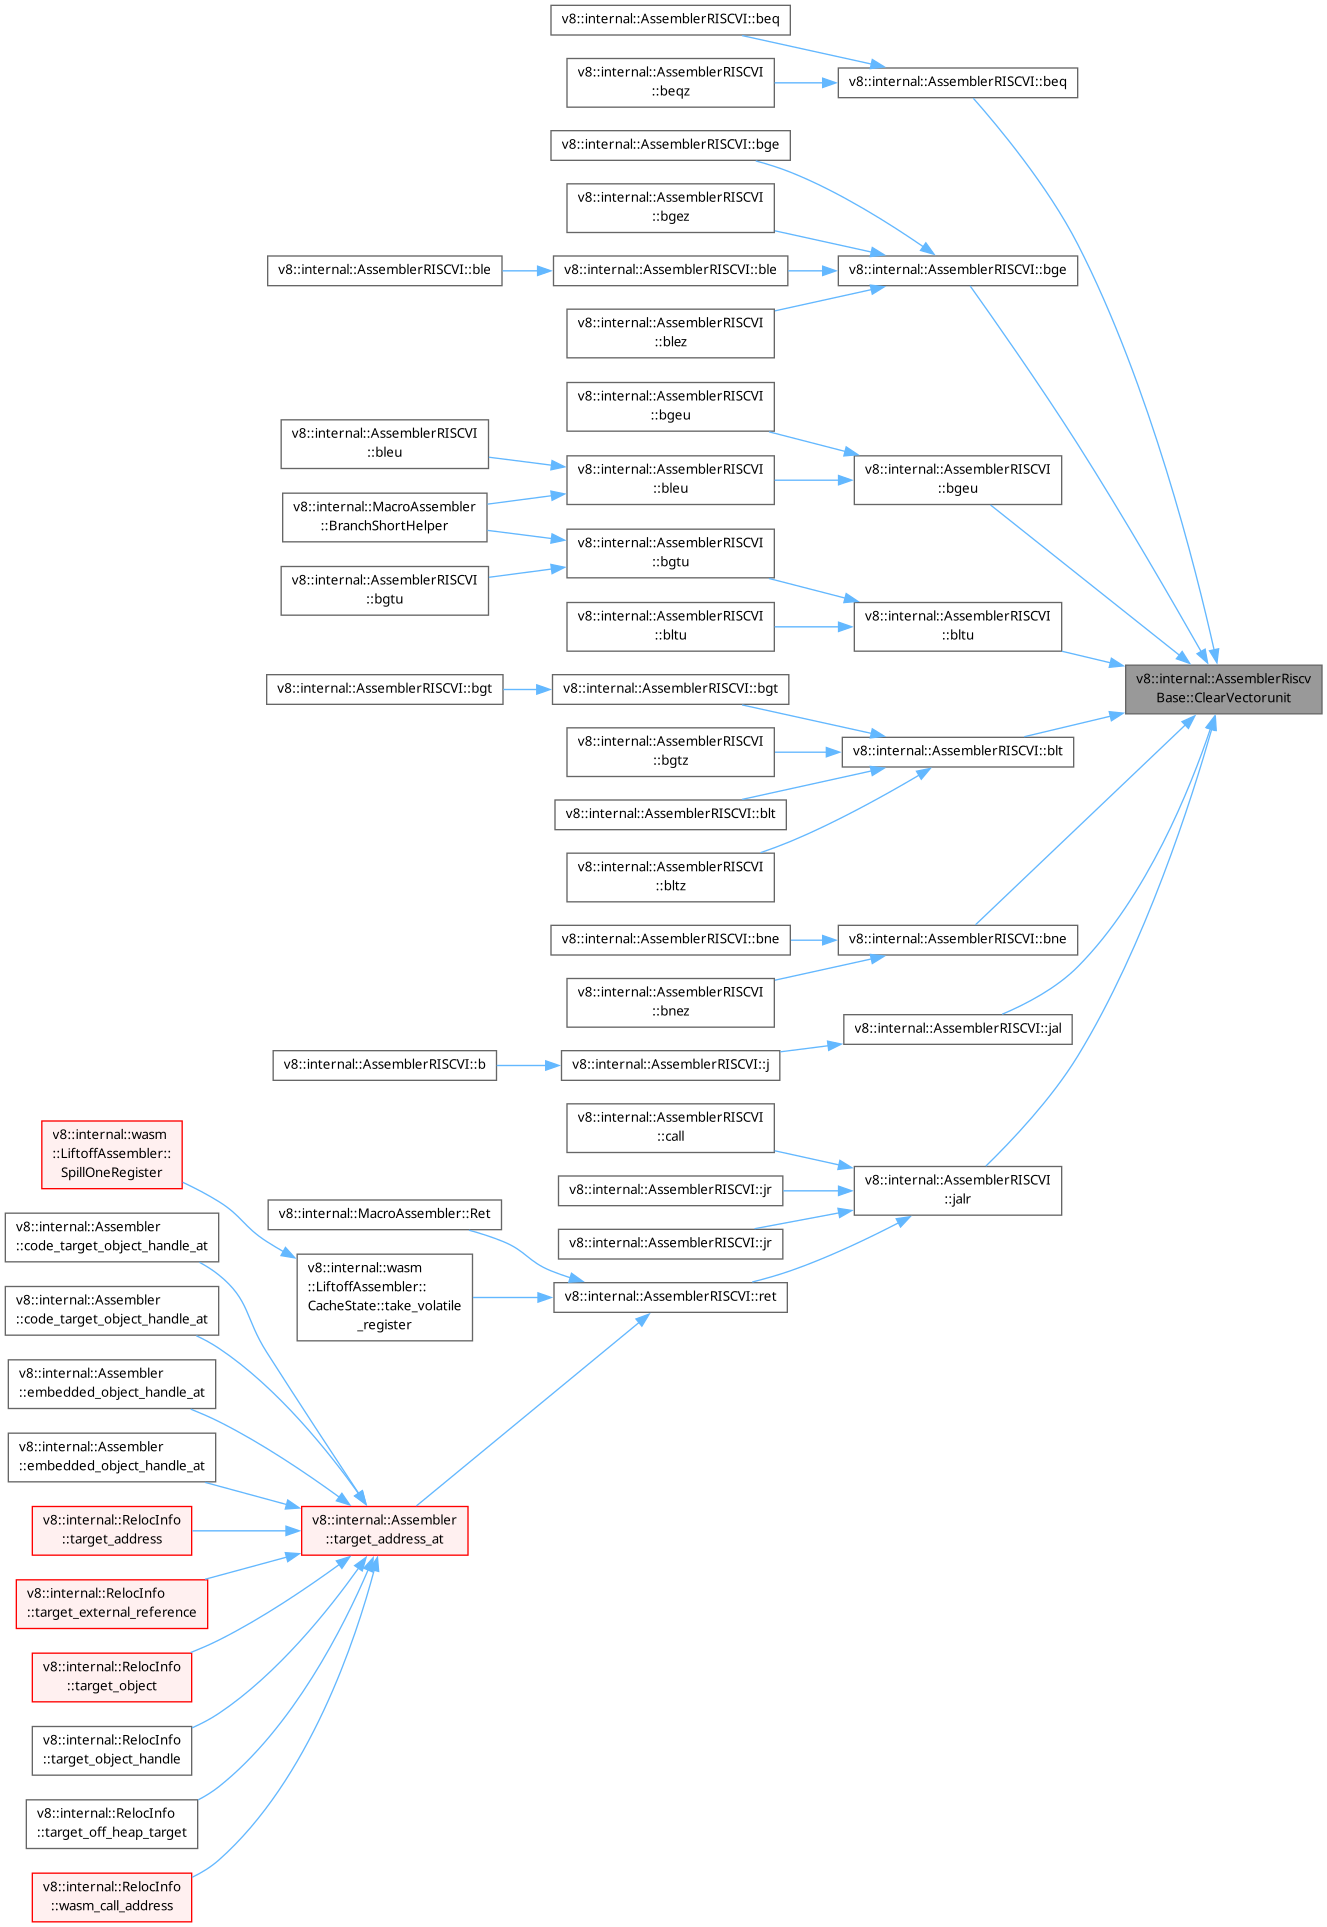 v8::internal::AssemblerRISCVI::beq
v8::internal::AssemblerRISCVI
::beqz
v8::internal::AssemblerRISCVI::beq
v8::internal::AssemblerRISCVI::bge
v8::internal::AssemblerRISCVI
::bgez
v8::internal::AssemblerRISCVI::ble
v8::internal::AssemblerRISCVI::ble
v8::internal::AssemblerRISCVI::bge
v8::internal::AssemblerRISCVI
::blez
v8::internal::AssemblerRISCVI
::bgeu
v8::internal::AssemblerRISCVI
::bleu
v8::internal::AssemblerRISCVI
::bleu
v8::internal::AssemblerRISCVI
::bgeu
v8::internal::MacroAssembler
::BranchShortHelper
v8::internal::AssemblerRISCVI
::bgtu
v8::internal::AssemblerRISCVI
::bgtu
v8::internal::AssemblerRISCVI
::bltu
v8::internal::AssemblerRISCVI
::bltu
v8::internal::AssemblerRiscv
Base::ClearVectorunit
v8::internal::AssemblerRISCVI::bgt
v8::internal::AssemblerRISCVI::bgt
v8::internal::AssemblerRISCVI
::bgtz
v8::internal::AssemblerRISCVI::blt
v8::internal::AssemblerRISCVI::blt
v8::internal::AssemblerRISCVI
::bltz
v8::internal::AssemblerRISCVI::bne
v8::internal::AssemblerRISCVI::bne
v8::internal::AssemblerRISCVI
::bnez
v8::internal::AssemblerRISCVI::jal
v8::internal::AssemblerRISCVI::b
v8::internal::AssemblerRISCVI::j
v8::internal::AssemblerRISCVI
::call
v8::internal::wasm
::LiftoffAssembler::
SpillOneRegister
v8::internal::AssemblerRISCVI::jr
v8::internal::AssemblerRISCVI
::jalr
v8::internal::MacroAssembler::Ret
v8::internal::AssemblerRISCVI::jr
v8::internal::Assembler
::code_target_object_handle_at
v8::internal::wasm
::LiftoffAssembler::
CacheState::take_volatile
_register
v8::internal::AssemblerRISCVI::ret
v8::internal::Assembler
::code_target_object_handle_at
v8::internal::Assembler
::embedded_object_handle_at
v8::internal::Assembler
::embedded_object_handle_at
v8::internal::RelocInfo
::target_address
v8::internal::Assembler
::target_address_at
v8::internal::RelocInfo
::target_external_reference
v8::internal::RelocInfo
::target_object
v8::internal::RelocInfo
::target_object_handle
v8::internal::RelocInfo
::target_off_heap_target
v8::internal::RelocInfo
::wasm_call_address